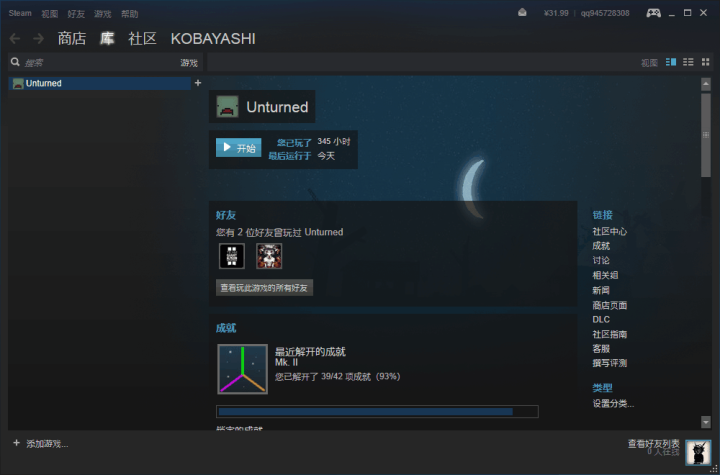 Steam 视图 好友 游戏 帮助
¥31.99 qq945728308
商店 库 社区 KOBAYASHI
搜索 游戏 视图
Unturned
Unturned
开始
您已玩了 345 小时
最后运行于 今天
好友
您有 2 位好友曾玩过 Unturned
查看玩此游戏的所有好友
成就
最近解开的成就
Mk. II
您已解开了 39/42 项成就（93%）
锁定的成就
链接
社区中心
成就
讨论
相关组
新闻
商店页面
DLC
社区指南
客服
撰写评测
类型
设置分类...
添加游戏...
查看好友列表
0 人在线